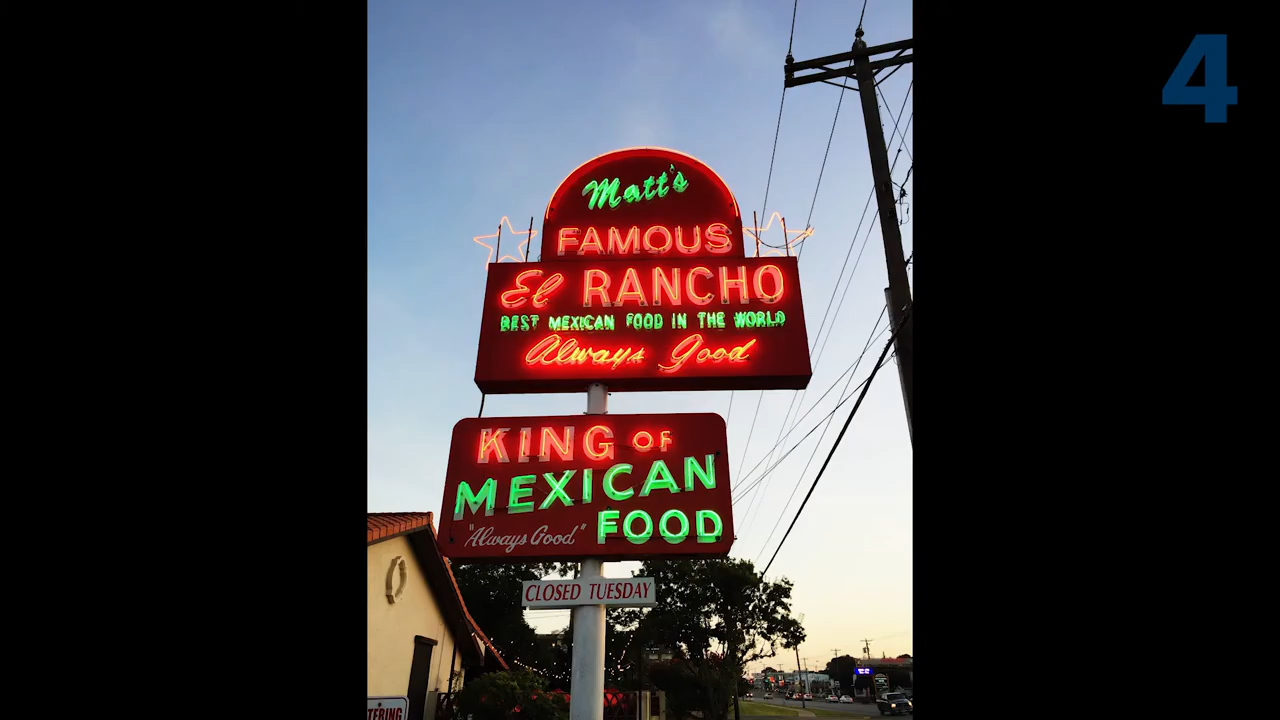 4
Matt's
FAMOUS
El RANCHO
BEST MEXICAN FOOD IN THE WORLD
Always Good
KING OF
MEXICAN
"Always Good" FOOD
CLOSED TUESDAY
TERING